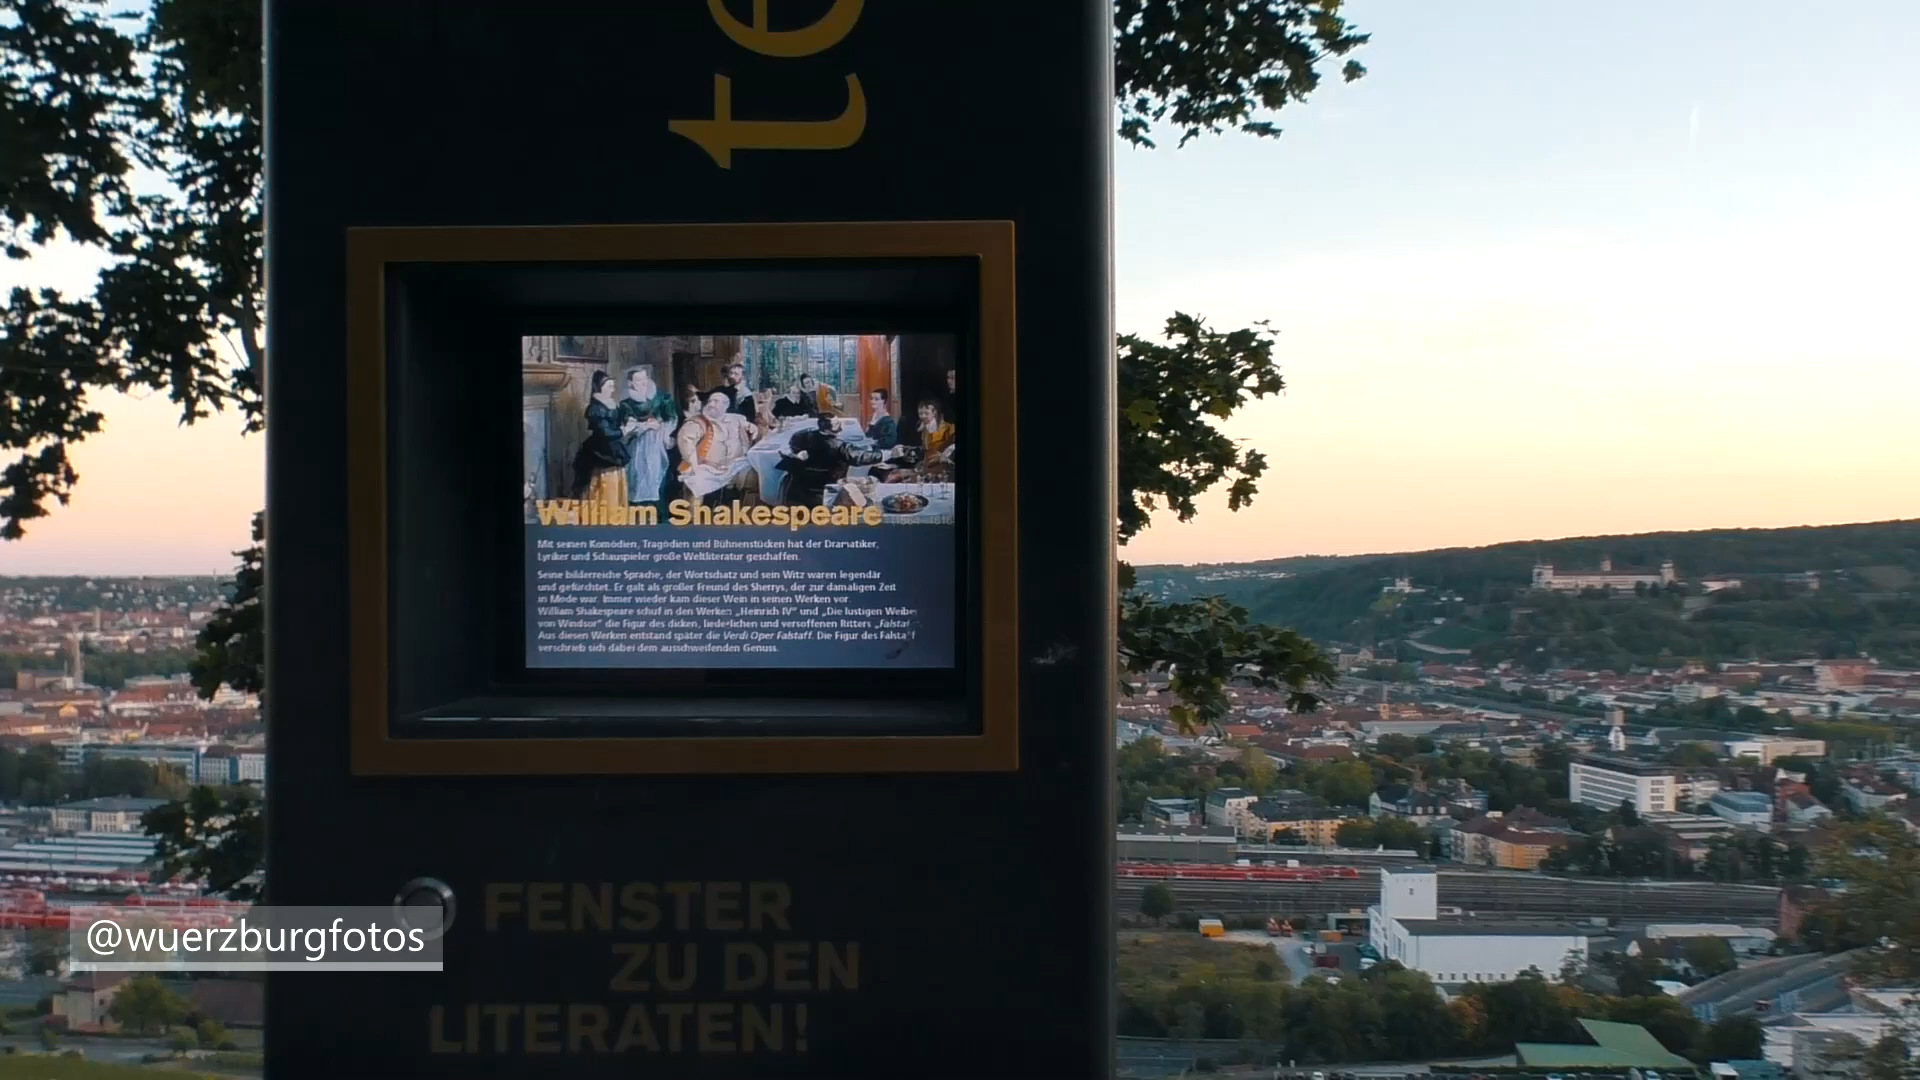 te
William Shakespeare (1564–1616)
Mit seinen Komödien, Tragödien und Bühnenstücken hat der Dramatiker,
Lyriker und Schauspieler große Weltliteratur geschaffen.
Seine bilderreiche Sprache, der Wortschatz und sein Witz waren legendär
und gefürchtet. Er galt als großer Freund des Sherrys, der zur damaligen Zeit
in Mode war. Immer wieder kam dieser Wein in seinen Werken vor.
William Shakespeare schuf in den Werken „Heinrich IV“ und „Die lustigen Weiber
von Windsor“ die Figur des dicken, liederlichen und versoffenen Ritters „Falstaf
Aus diesen Werken entstand später die Verdi Oper Falstaff. Die Figur des Falstaff
verschrieb sich dabei dem ausschweifenden Genuss.
FENSTER
ZU DEN
LITERATEN!
@wuerzburgfotos